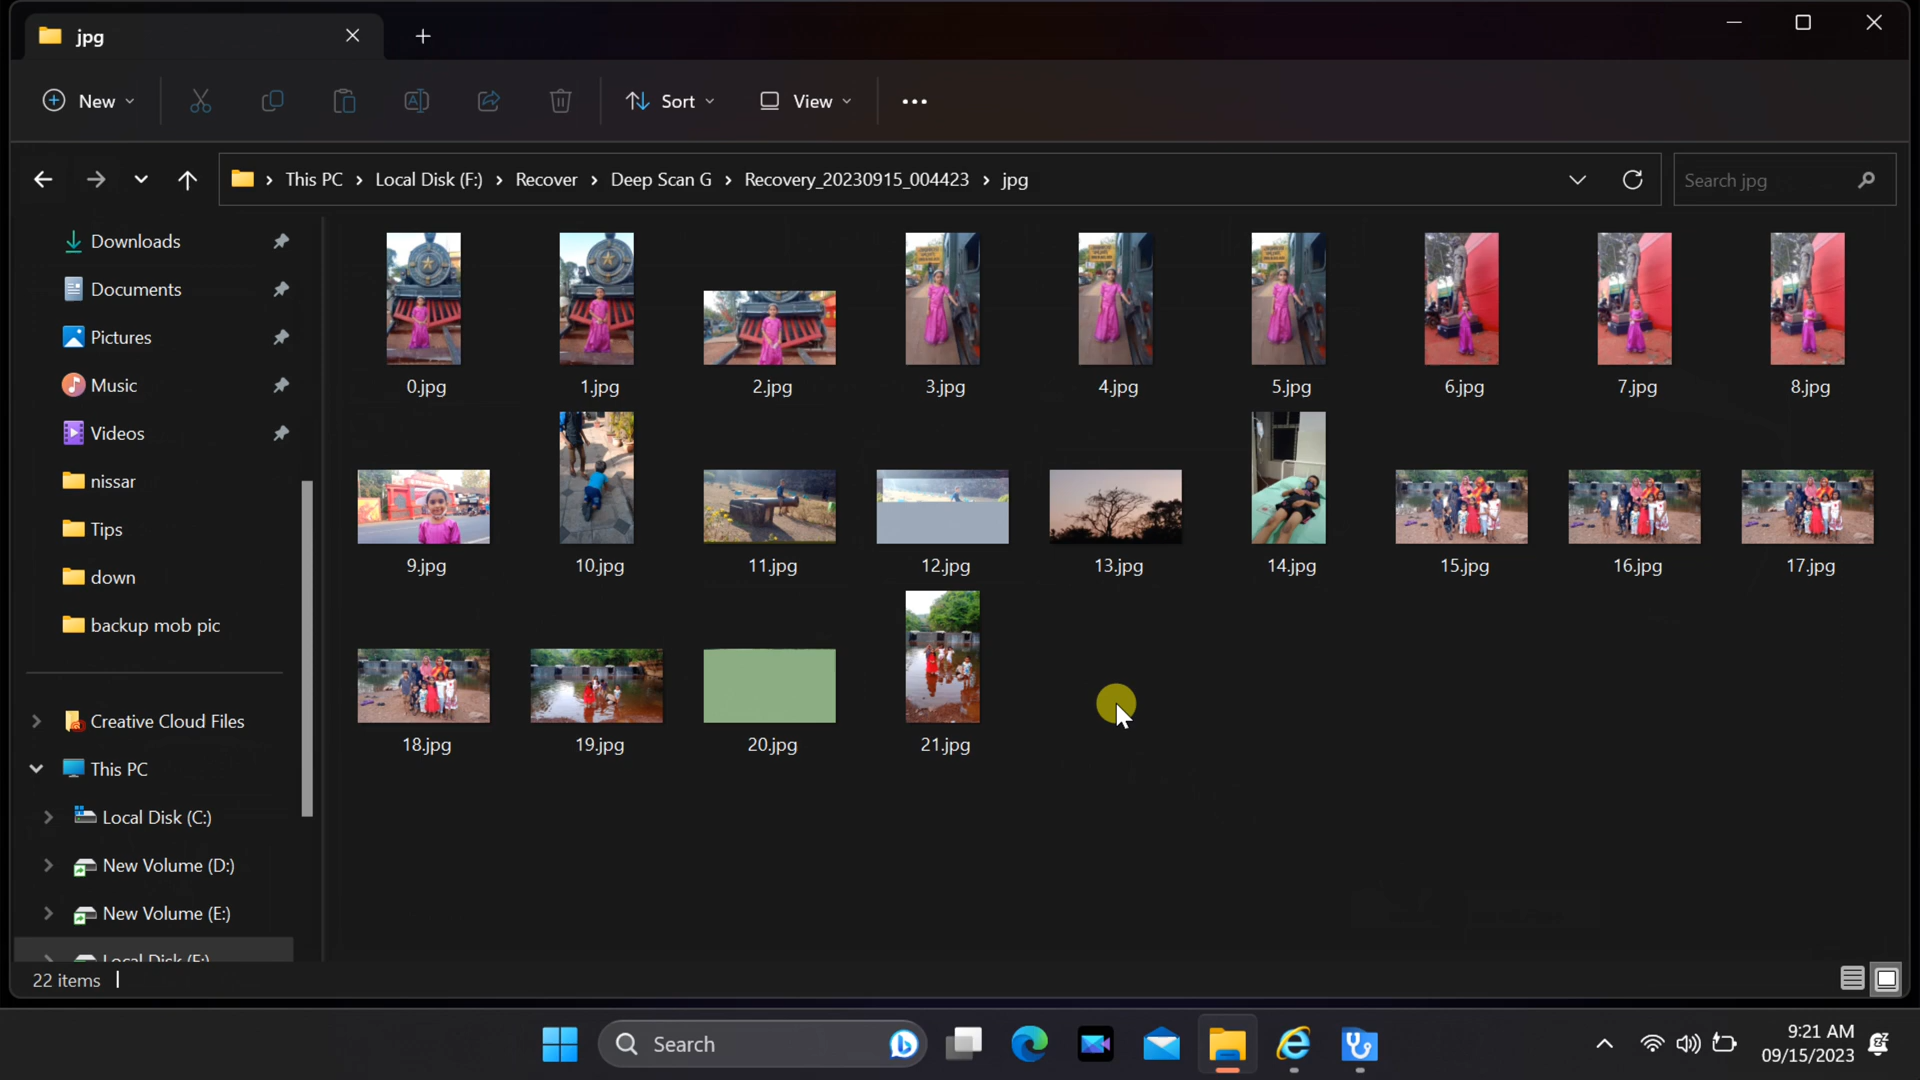 jpg
New
Sort
View
This PC > Local Disk (F:) > Recover > Deep Scan G > Recovery_20230915_004423 > jpg
Search jpg
Downloads
Documents
Pictures
Music
Videos
nissar
Tips
down
backup mob pic
Creative Cloud Files
This PC
Local Disk (C:)
New Volume (D:)
New Volume (E:)
Local Disk (F:)
0.jpg 1.jpg 2.jpg 3.jpg 4.jpg 5.jpg 6.jpg 7.jpg 8.jpg
9.jpg 10.jpg 11.jpg 12.jpg 13.jpg 14.jpg 15.jpg 16.jpg 17.jpg
18.jpg 19.jpg 20.jpg 21.jpg
22 items
Search
9:21 AM
09/15/2023